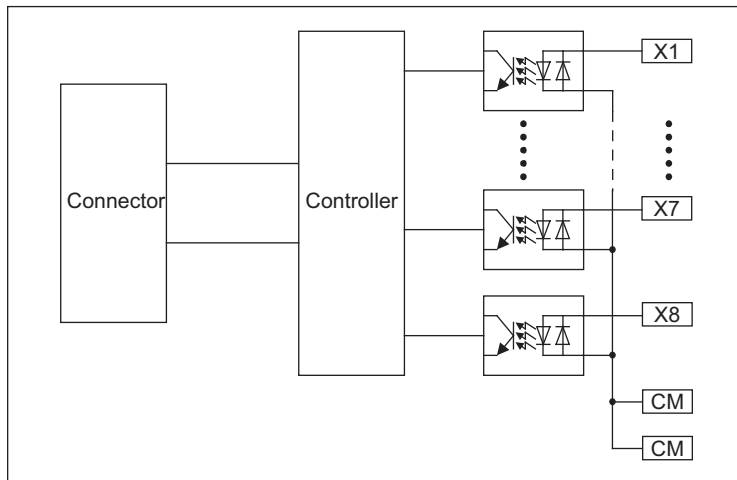 X1
Connector
Controller
X7
X8
CM
CM